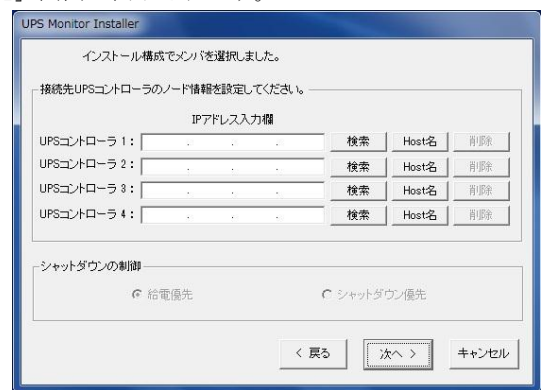 UPS Monitor Installer
インストール構成でメンバを選択しました。
接続先UPSコントローラのノード情報を設定してください。
IPアドレス入力欄
UPSコントローラ 1： . . . 検索 Host名 削除
UPSコントローラ 2： . . . 検索 Host名 削除
UPSコントローラ 3： . . . 検索 Host名 削除
UPSコントローラ 4： . . . 検索 Host名 削除
シャットダウンの制御
給電優先 シャットダウン優先
< 戻る 次へ > キャンセル